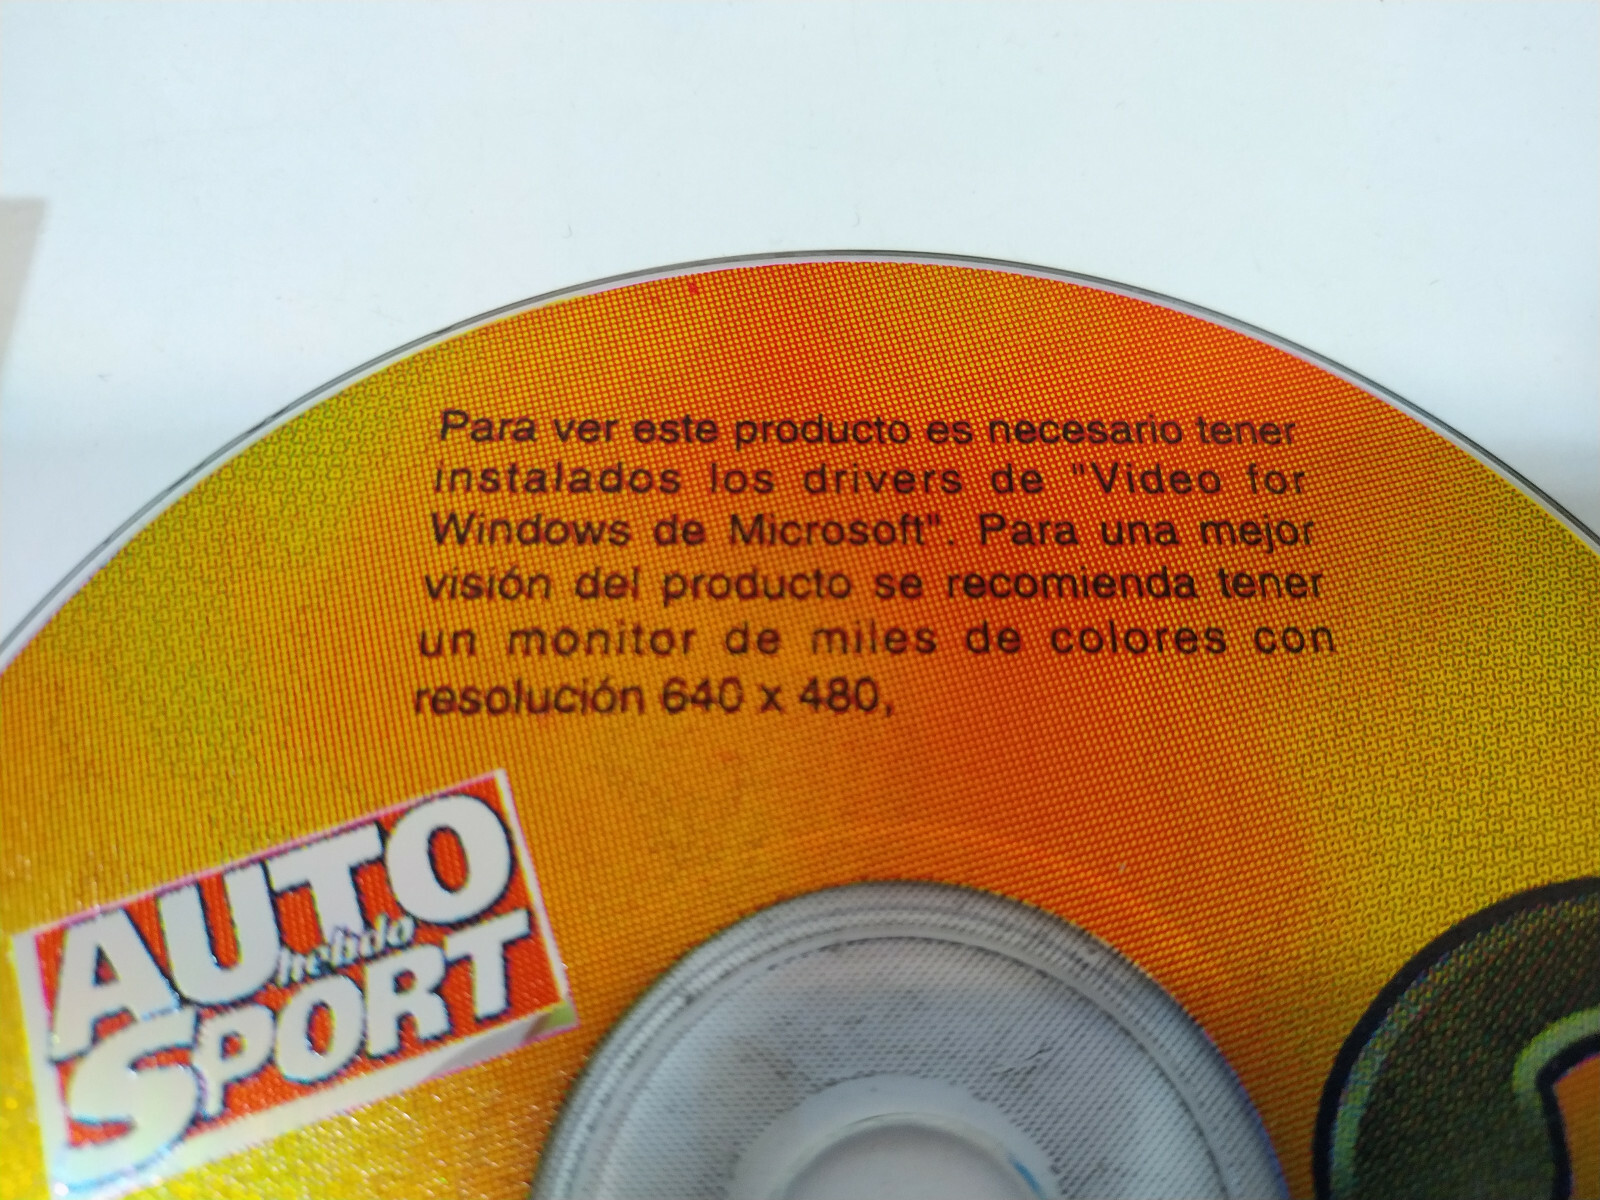 Para ver este producto es necesario tener
instalados los drivers de "Video for
Windows de Microsoft". Para una mejor
visión del producto se recomienda tener
un monitor de miles de colores con
resolución 640 x 480,
AUTO
hebdo
SPORT